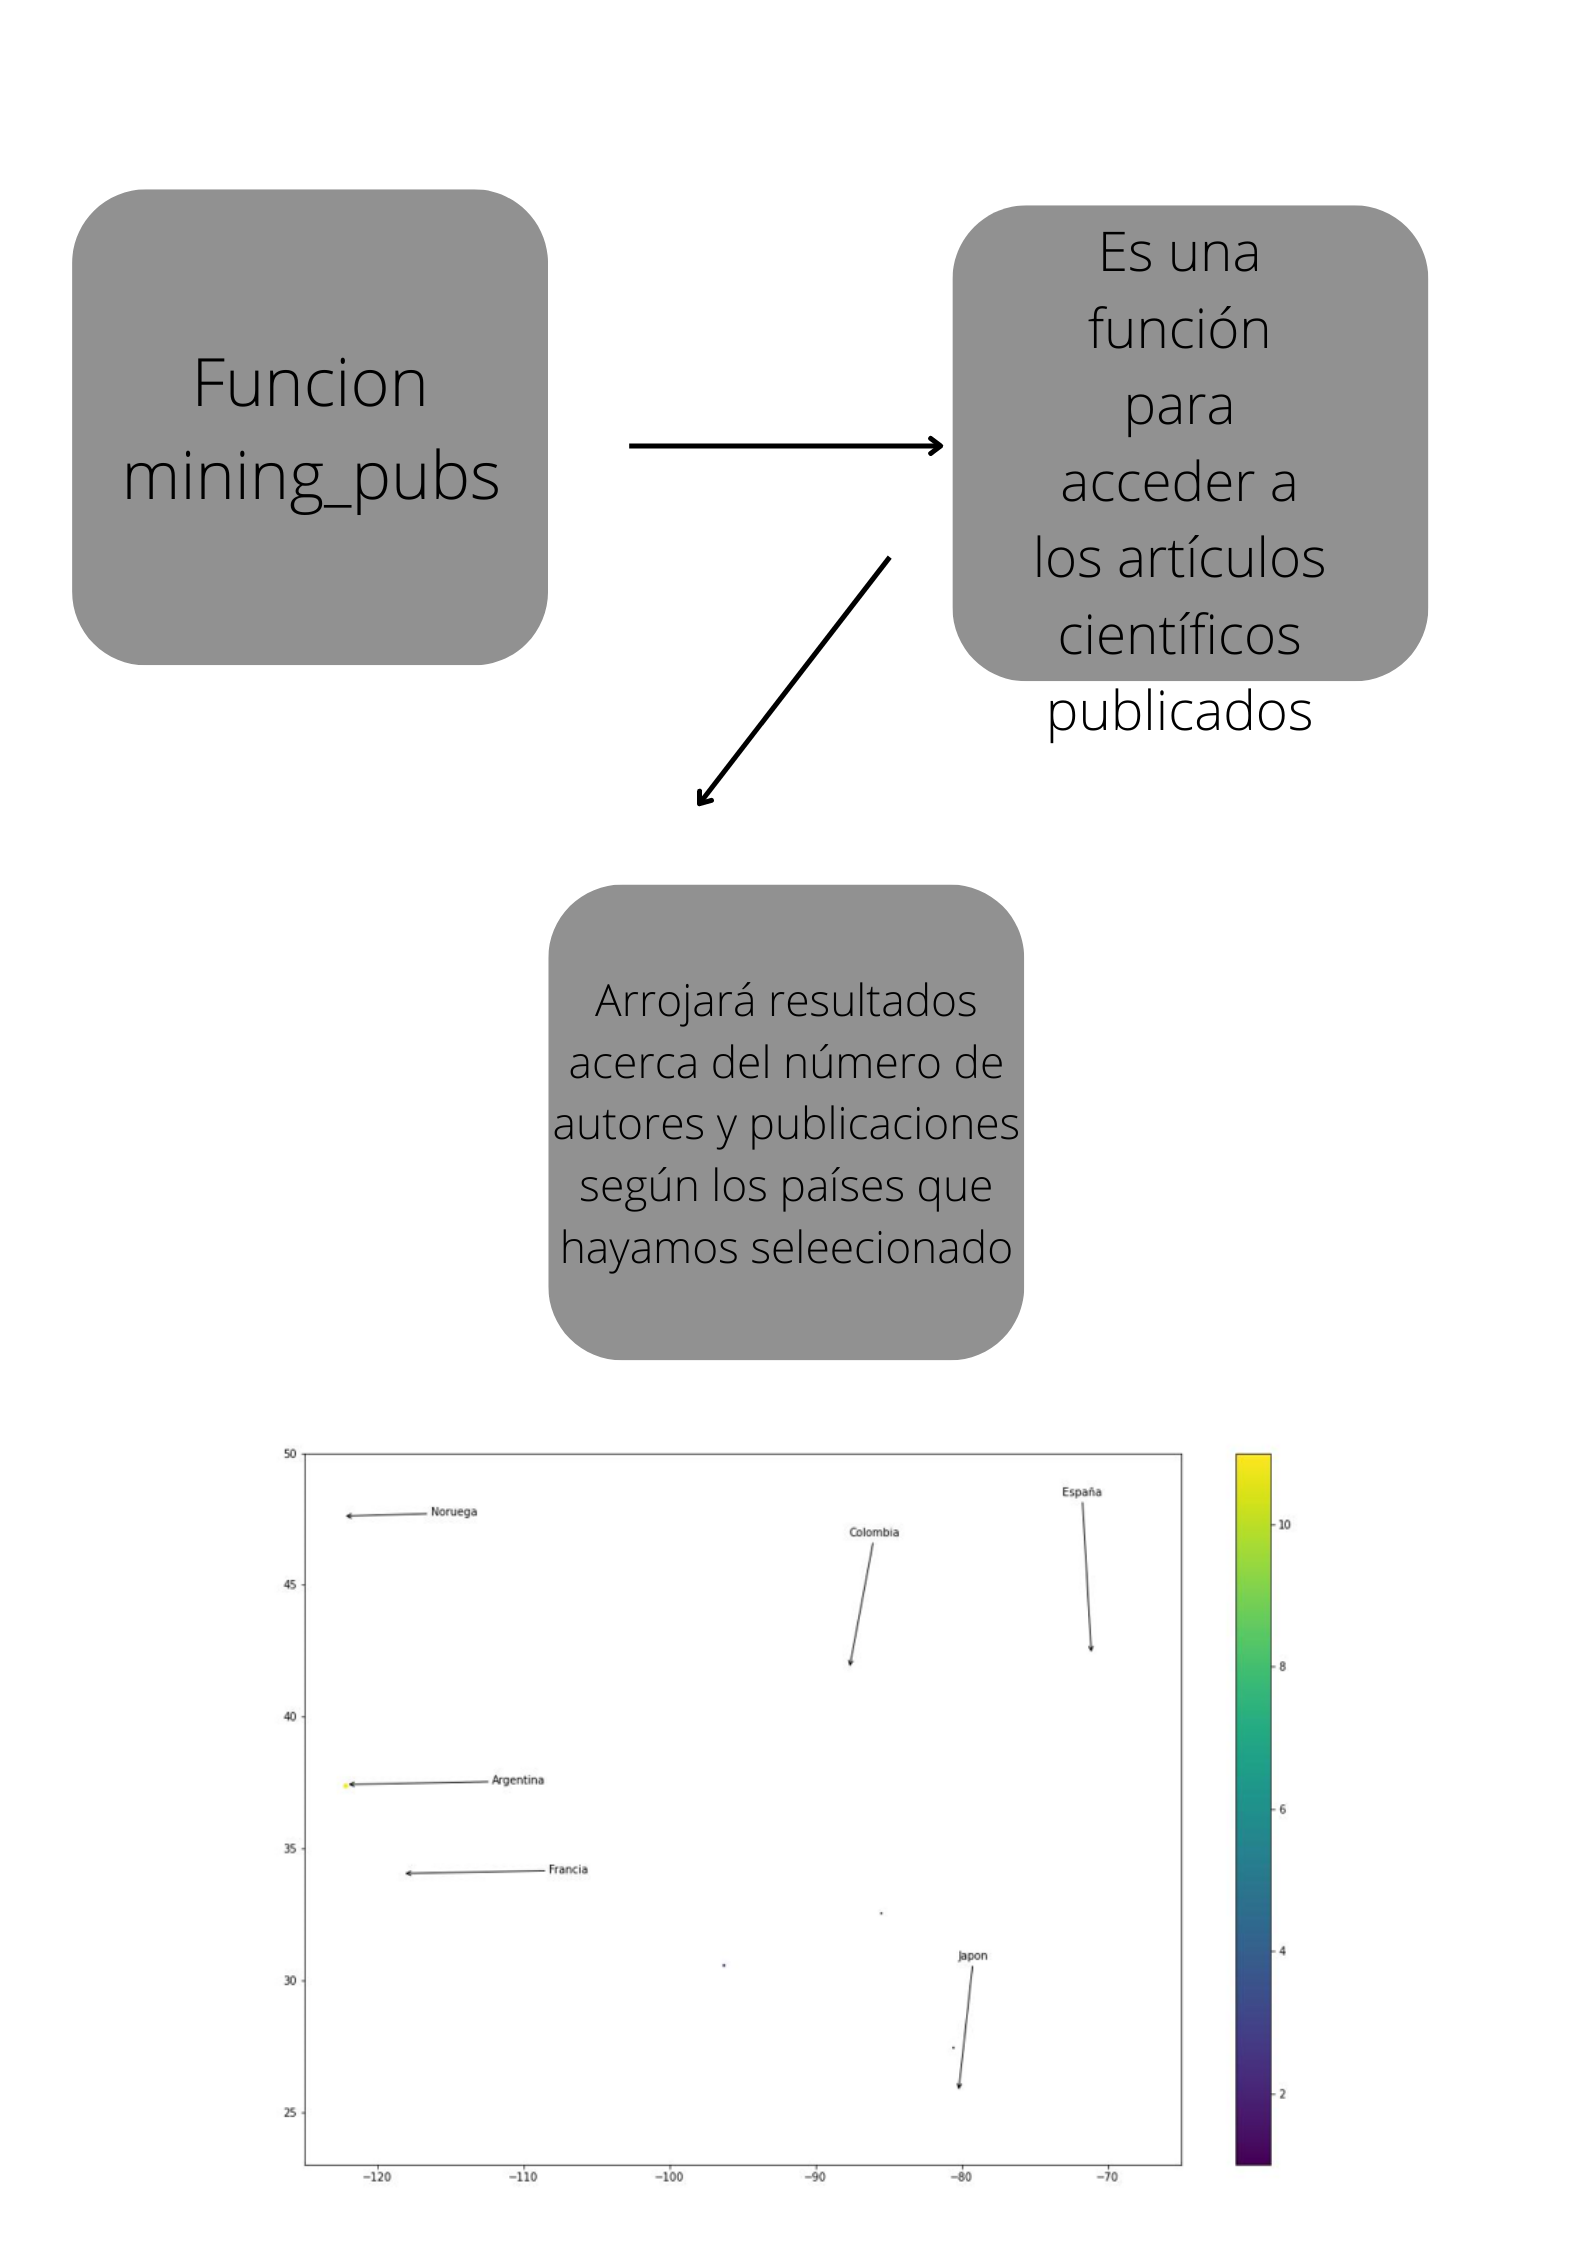 Funcion
mining_pubs
Es una
función
para
acceder a
los artículos
científicos
publicados
Arrojará resultados
acerca del número de
autores y publicaciones
según los países que
hayamos seleecionado
50
45
40
35
30
25
−120
−110
−100
−90
−80
−70
Noruega
Colombia
España
Argentina
Francia
Japon
10
8
6
4
2